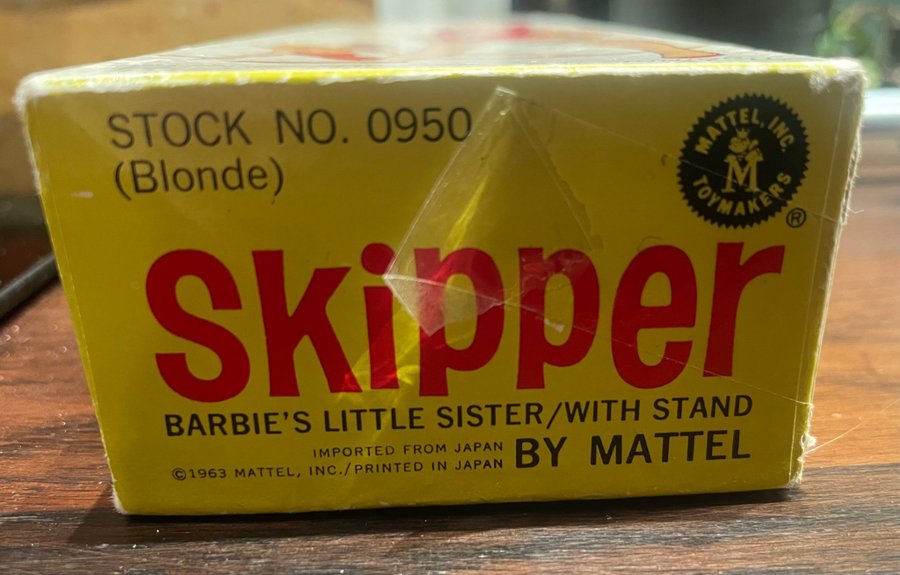 STOCK NO. 0950
(Blonde)
MATTEL, INC.
M
TOYMAKERS
®
Skipper
BARBIE'S LITTLE SISTER/WITH STAND
IMPORTED FROM JAPAN
©1963 MATTEL, INC./PRINTED IN JAPAN
BY MATTEL